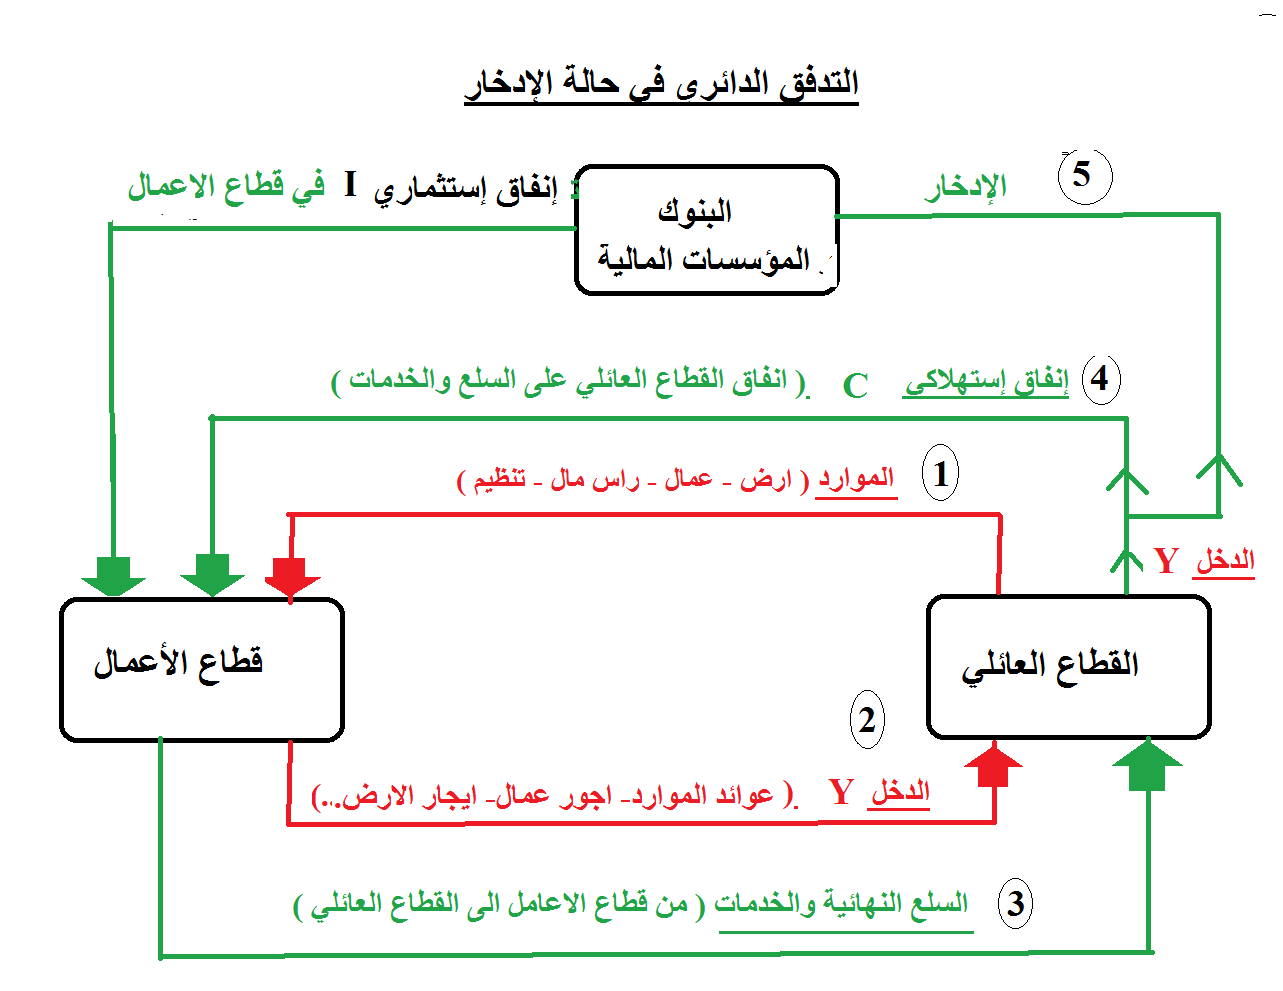 التدفق الدائري في حالة الإدخار
5
الإدخار
إنفاق إستثماري I في قطاع الاعمال
البنوك
المؤسسات المالية
4 إنفاق إستهلاكي C ( انفاق القطاع العائلي على السلع والخدمات )
1 الموارد ( ارض - عمال - راس مال - تنظيم )
الدخل Y
القطاع العائلي
قطاع الأعمال
2
الدخل Y ( عوائد الموارد- اجور عمال- ايجار الارض...)
3 السلع النهائية والخدمات ( من قطاع الاعامل الى القطاع العائلي )